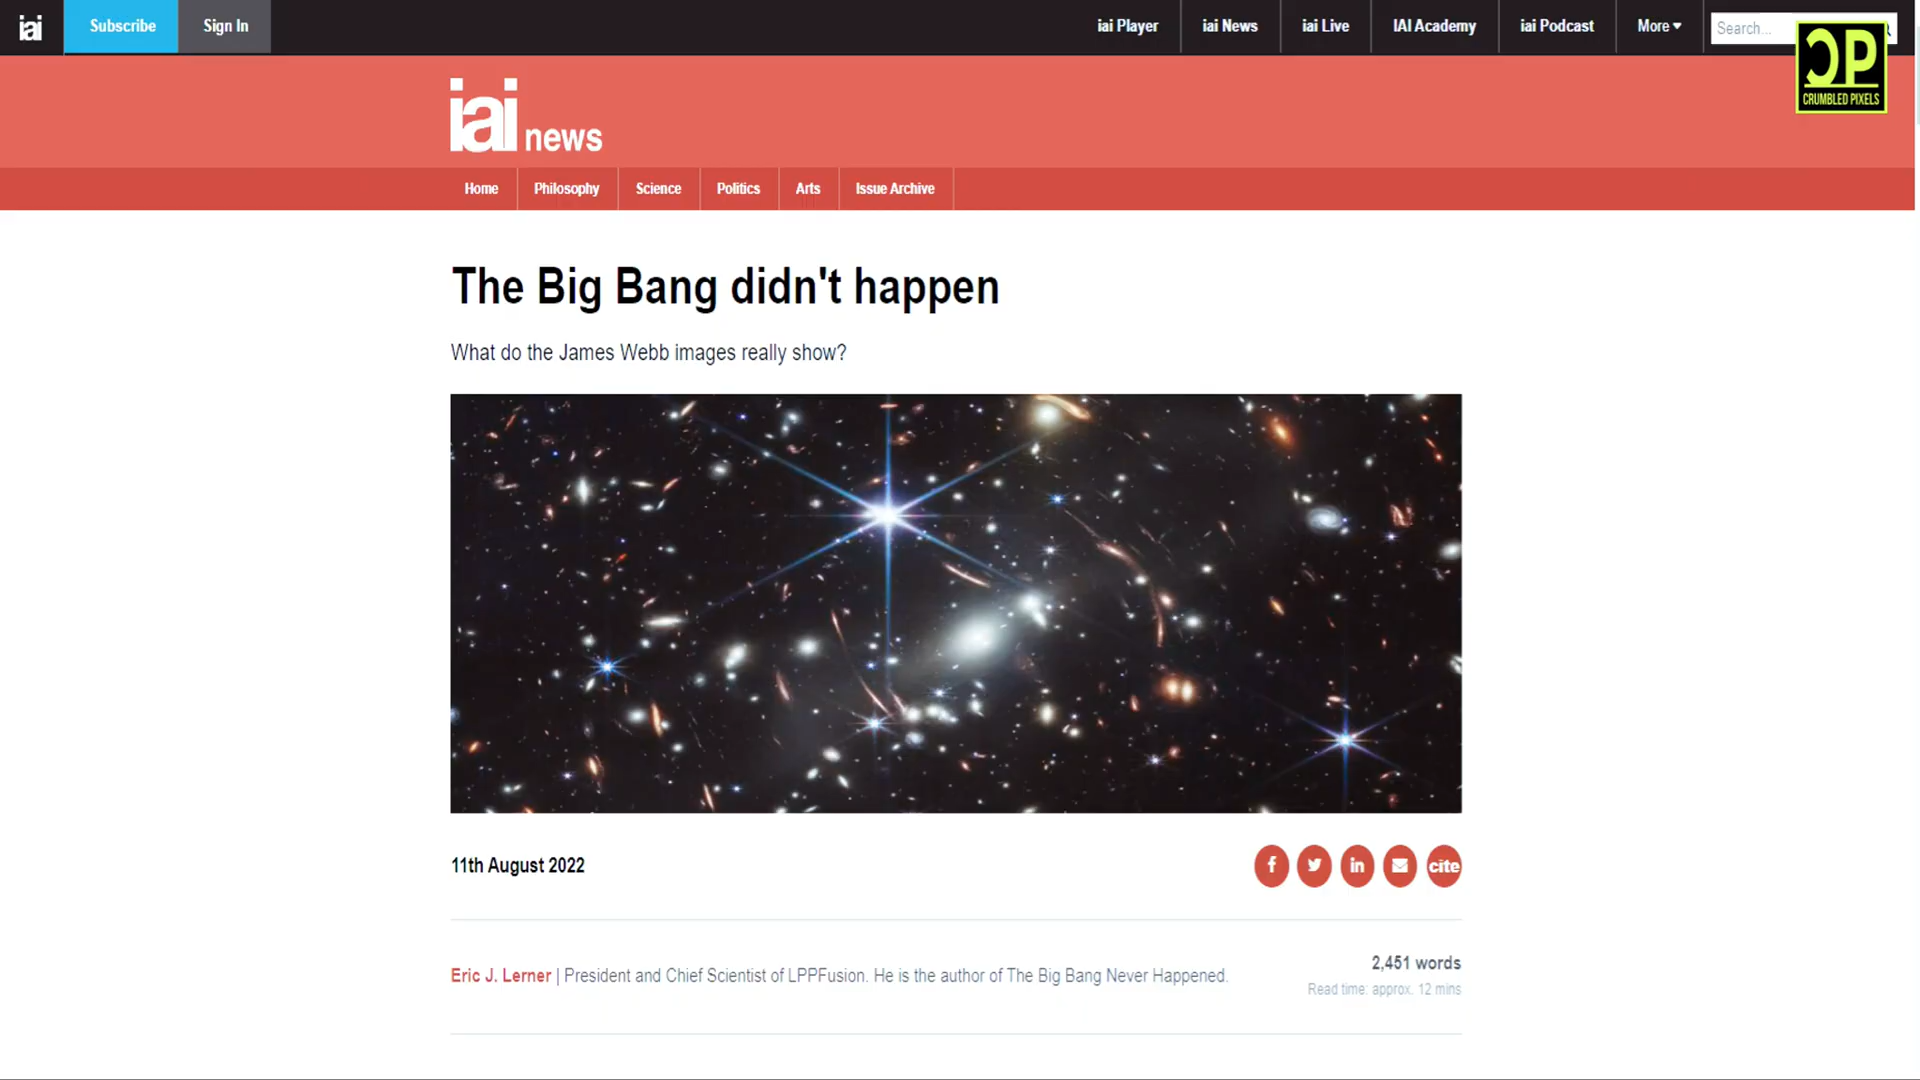 iai Subscribe Sign In iai Player iai News iai Live IAI Academy iai Podcast More Search...
CP
CRUMBLED PIXELS
iai news
Home Philosophy Science Politics Arts Issue Archive
The Big Bang didn't happen
What do the James Webb images really show?
11th August 2022
cite
Eric J. Lerner | President and Chief Scientist of LPPFusion. He is the author of The Big Bang Never Happened.
2,451 words
Read time: approx. 12 mins